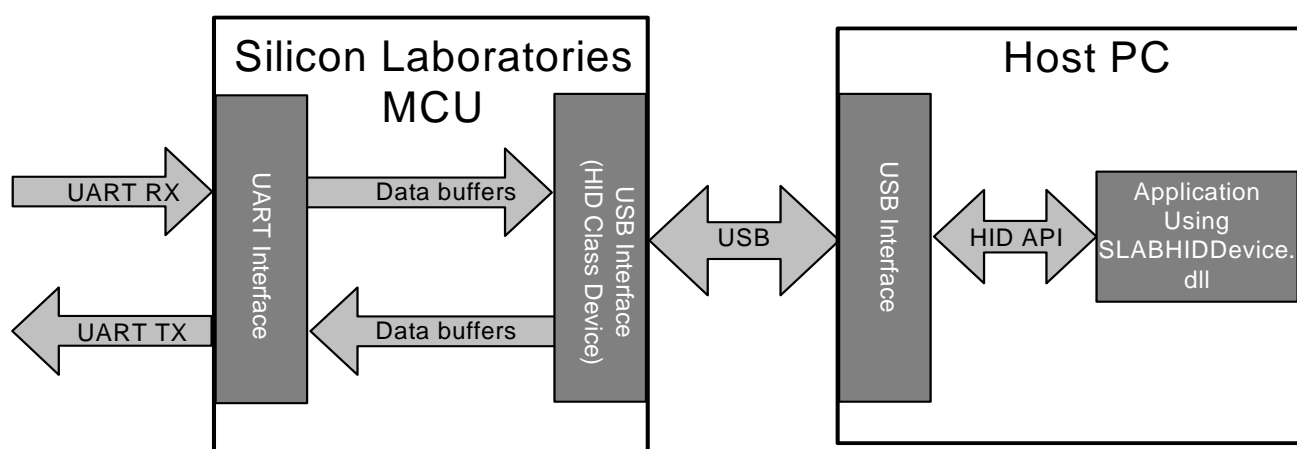 Silicon Laboratories
MCU
Host PC
UART RX
UART TX
UART Interface
Data buffers
Data buffers
USB Interface
(HID Class Device)
USB
USB Interface
HID API
Application
Using
SLABHIDDevice.
dll